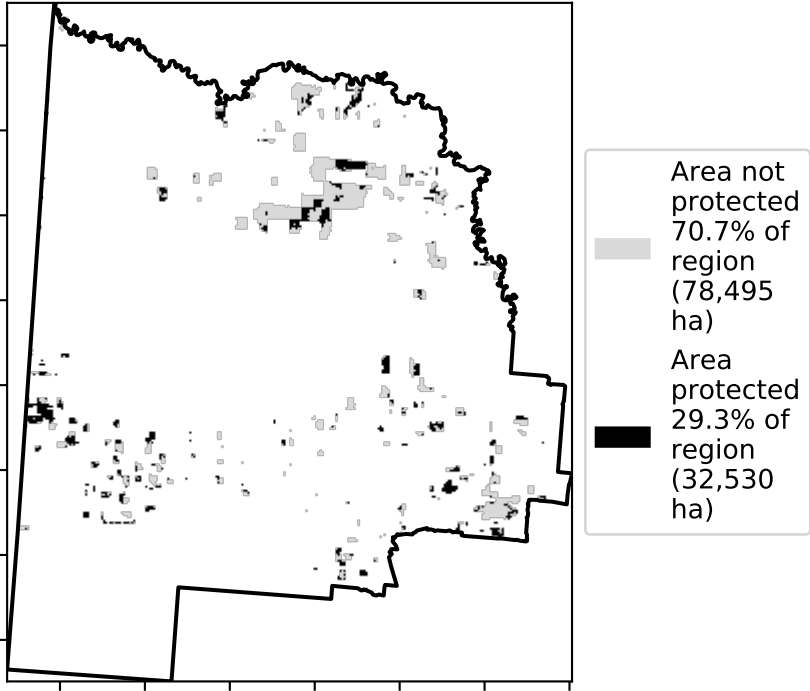 Area not
protected
70.7% of
region
(78,495
ha)
Area
protected
29.3% of
region
(32,530
ha)